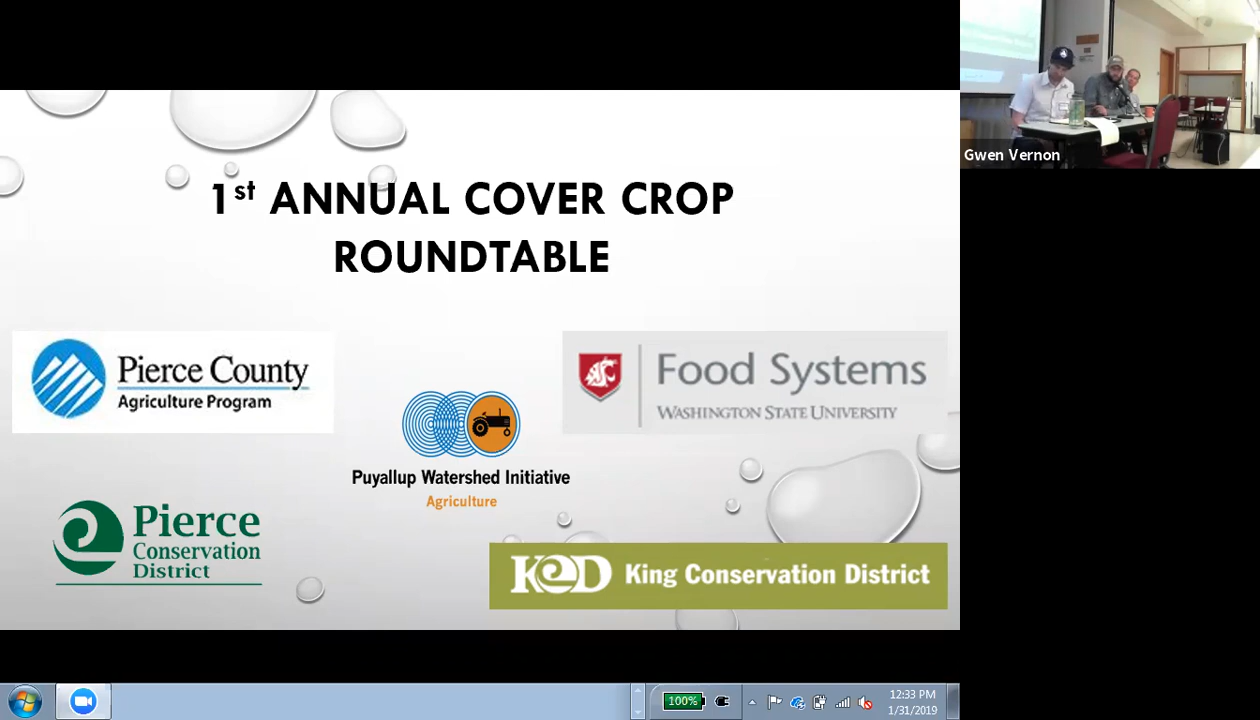 1st ANNUAL COVER CROP
ROUNDTABLE
Gwen Vernon
Pierce County
Agriculture Program
Food Systems
WASHINGTON STATE UNIVERSITY
Puyallup Watershed Initiative
Agriculture
Pierce
Conservation
District
KCD King Conservation District
100%
12:33 PM
1/31/2019